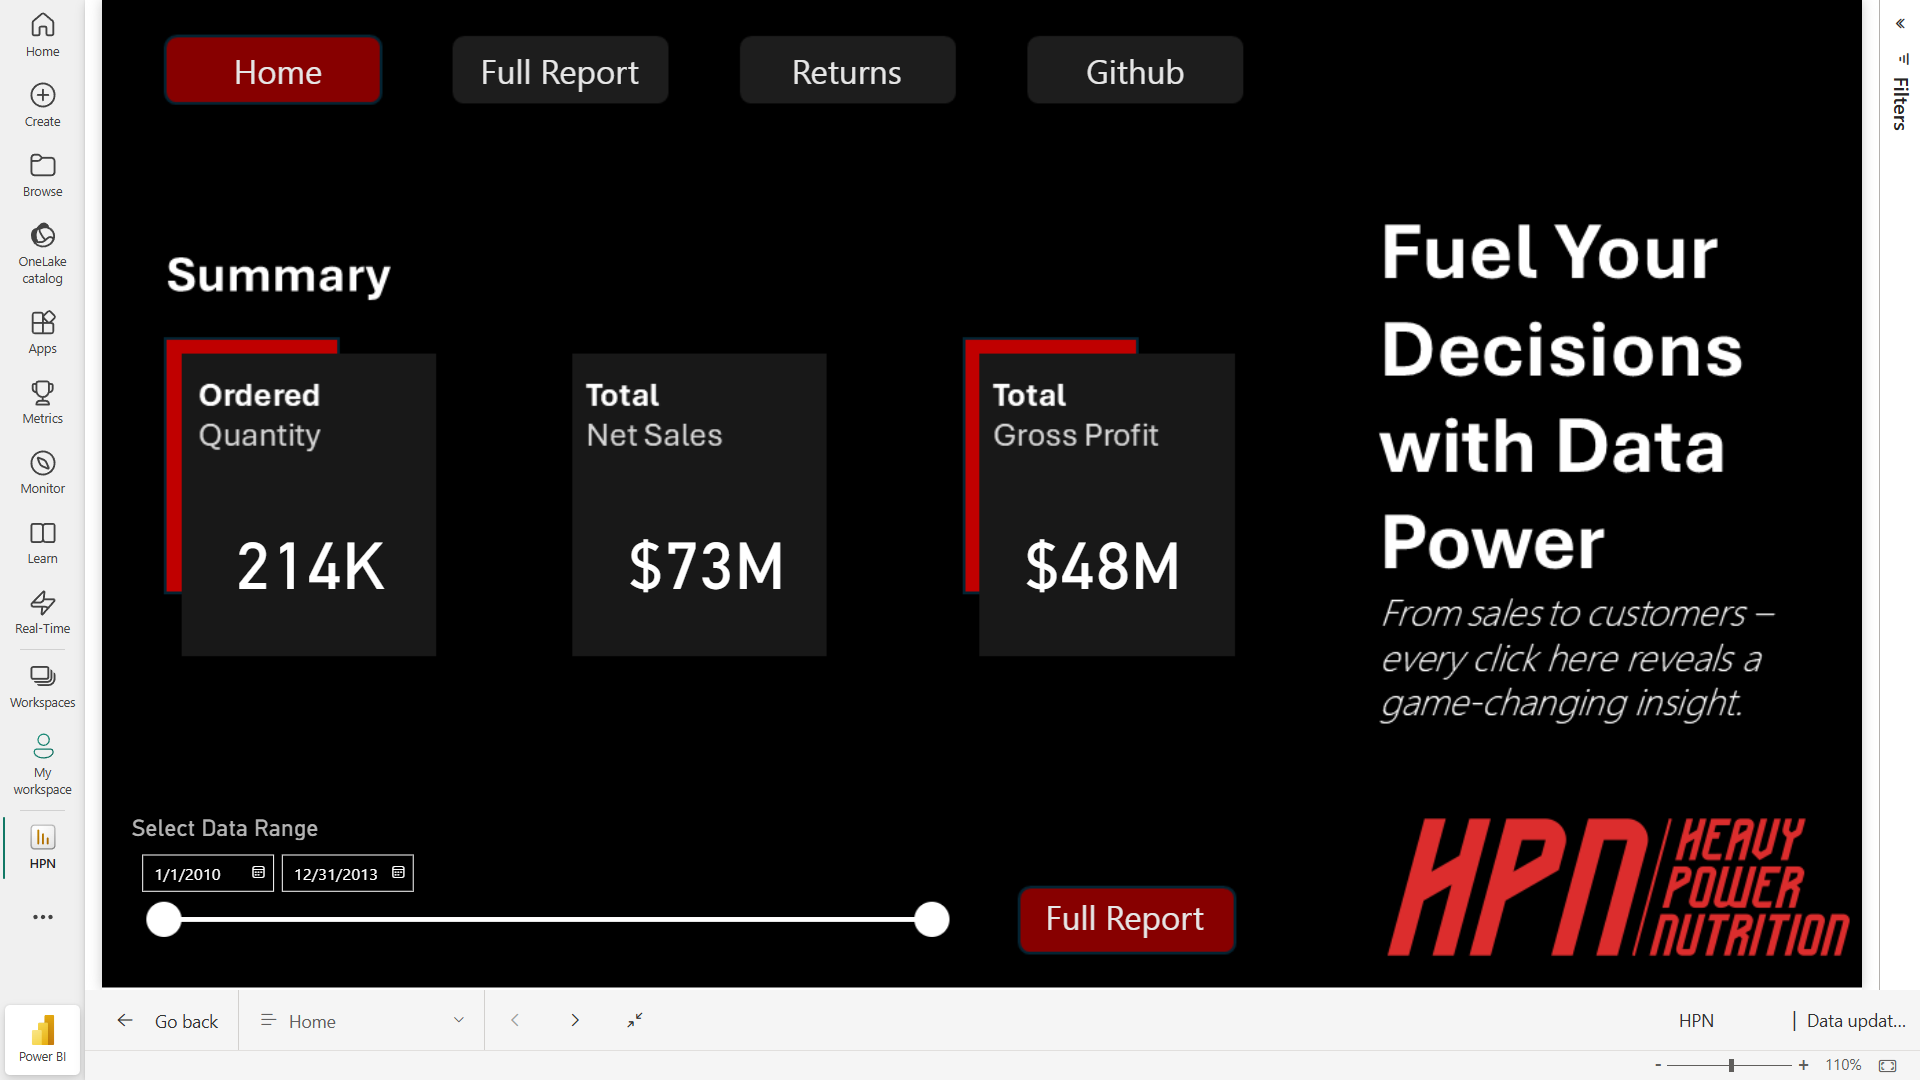 Home
Create
Browse
OneLake
catalog
Apps
Metrics
Monitor
Learn
Real-Time
Workspaces
My
workspace
HPN
Power BI
Home
Full Report
Returns
Github
Summary
Ordered
Quantity
214K
Total
Net Sales
$73M
Total
Gross Profit
$48M
Fuel Your
Decisions
with Data
Power
From sales to customers –
every click here reveals a
game-changing insight.
Select Data Range
1/1/2010
12/31/2013
Full Report
HPN
HEAVY
POWER
NUTRITION
Filters
Go back
Home
HPN
| Data updat...
- + 110%